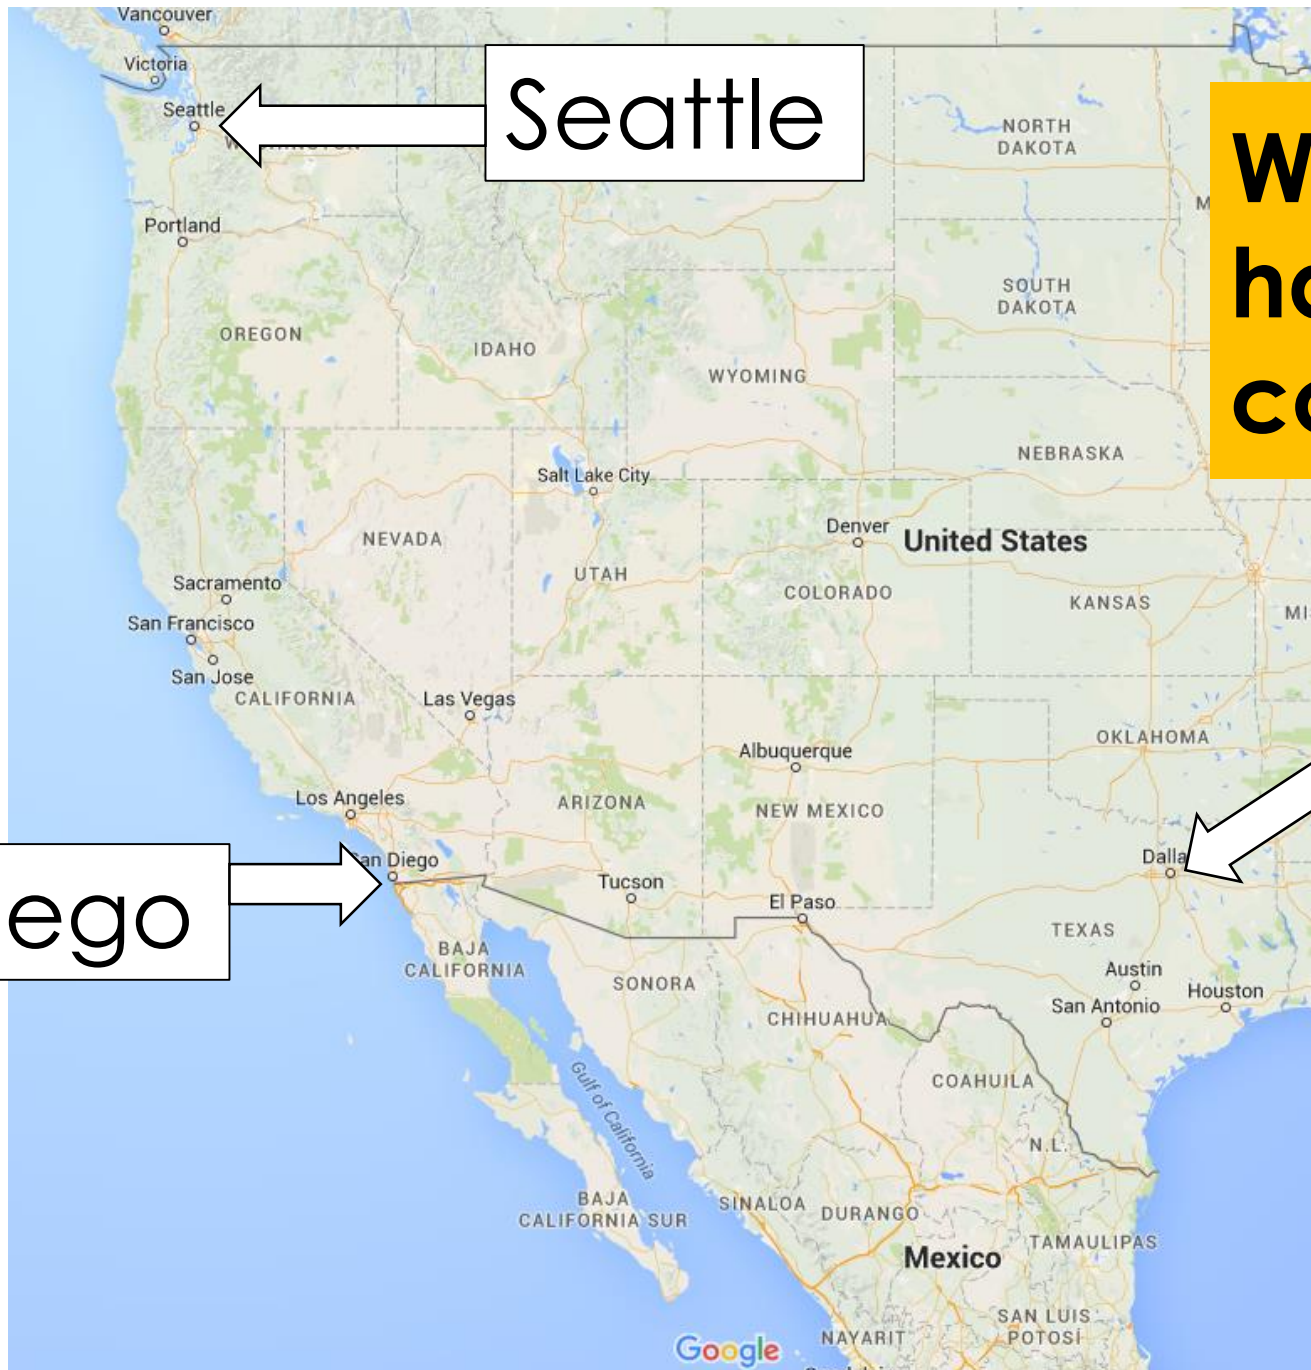 Vancouver
Victoria
Seattle
Seattle
NORTH
DAKOTA
Portland
SOUTH
DAKOTA
OREGON
IDAHO
WYOMING
NEBRASKA
Salt Lake City
NEVADA
Denver
United States
UTAH
COLORADO
Sacramento
KANSAS
San Francisco
San Jose
CALIFORNIA
Las Vegas
OKLAHOMA
Albuquerque
Los Angeles
ARIZONA
NEW MEXICO
San Diego
ego
Tucson
El Paso
TEXAS
BAJA
CALIFORNIA
SONORA
Austin
San Antonio
Houston
CHIHUAHUA
COAHUILA
Gulf of California
N.L.
BAJA
CALIFORNIA SUR
SINALOA
DURANGO
TAMAULIPAS
Mexico
SAN LUIS
POTOSÍ
NAYARIT
Google